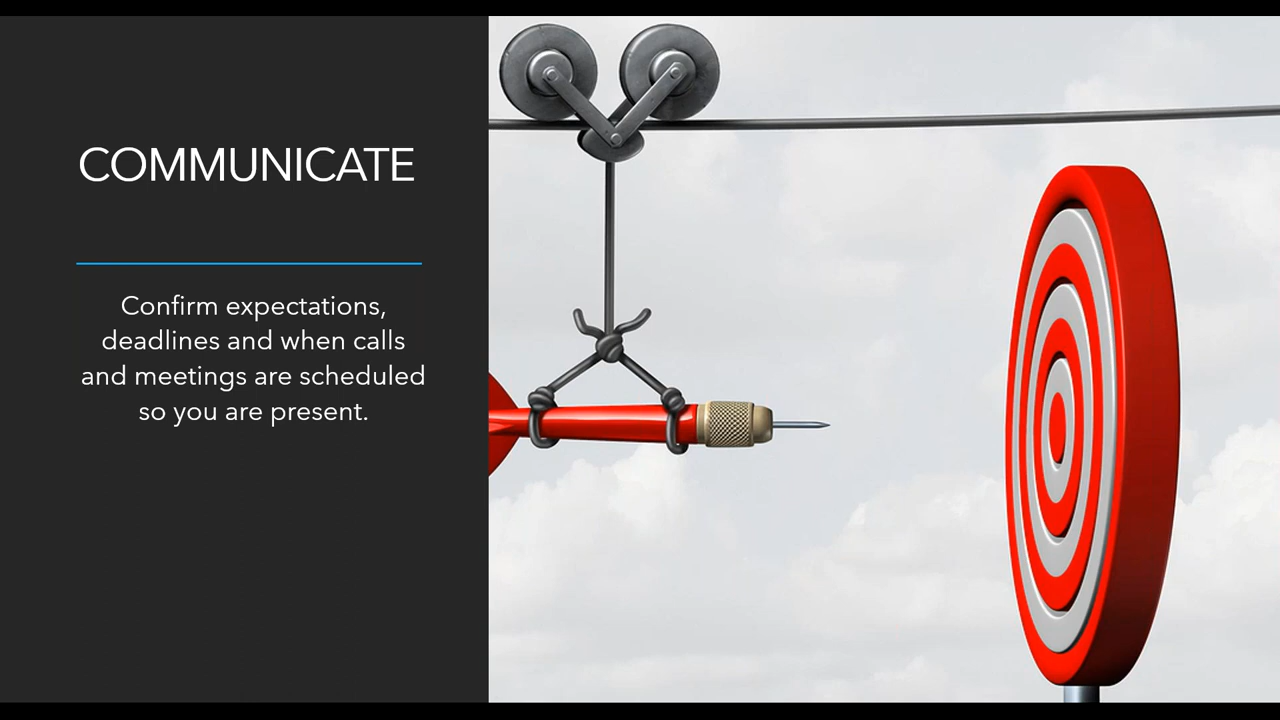 COMMUNICATE
Confirm expectations,
deadlines and when calls
and meetings are scheduled
so you are present.